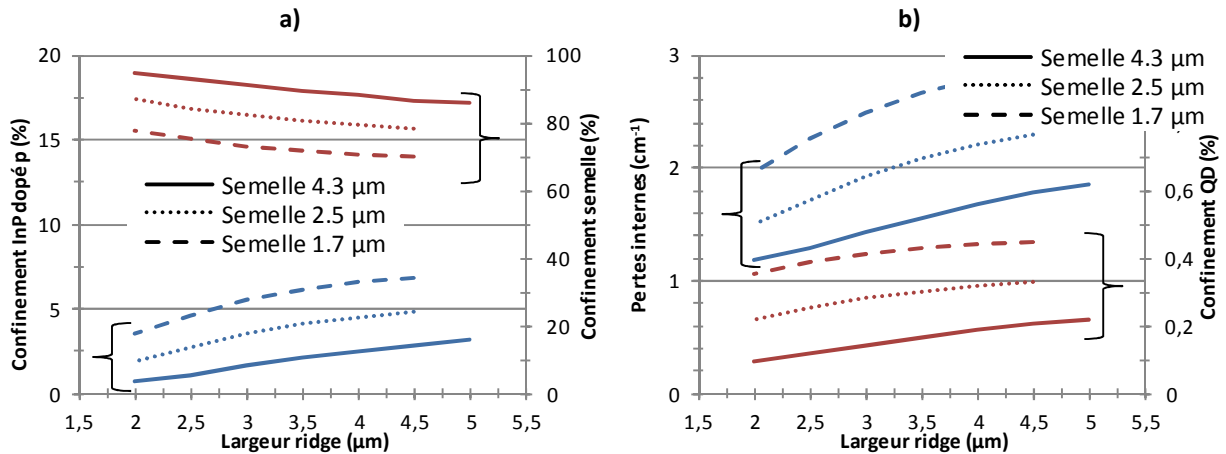 a)
20
15
10
5
0
Confinement InP dopé p (%)
100
80
60
40
20
0
Confinement semelle (%)
Semelle 4.3 µm
Semelle 2.5 µm
Semelle 1.7 µm
1,5 2 2,5 3 3,5 4 4,5 5 5,5
Largeur ridge (µm)
b)
3
2
1
0
Pertes internes (cm⁻¹)
Semelle 4.3 µm
Semelle 2.5 µm
Semelle 1.7 µm
0,6
0,4
0,2
0
Confinement QD (%)
1,5 2 2,5 3 3,5 4 4,5 5 5,5
Largeur ridge (µm)